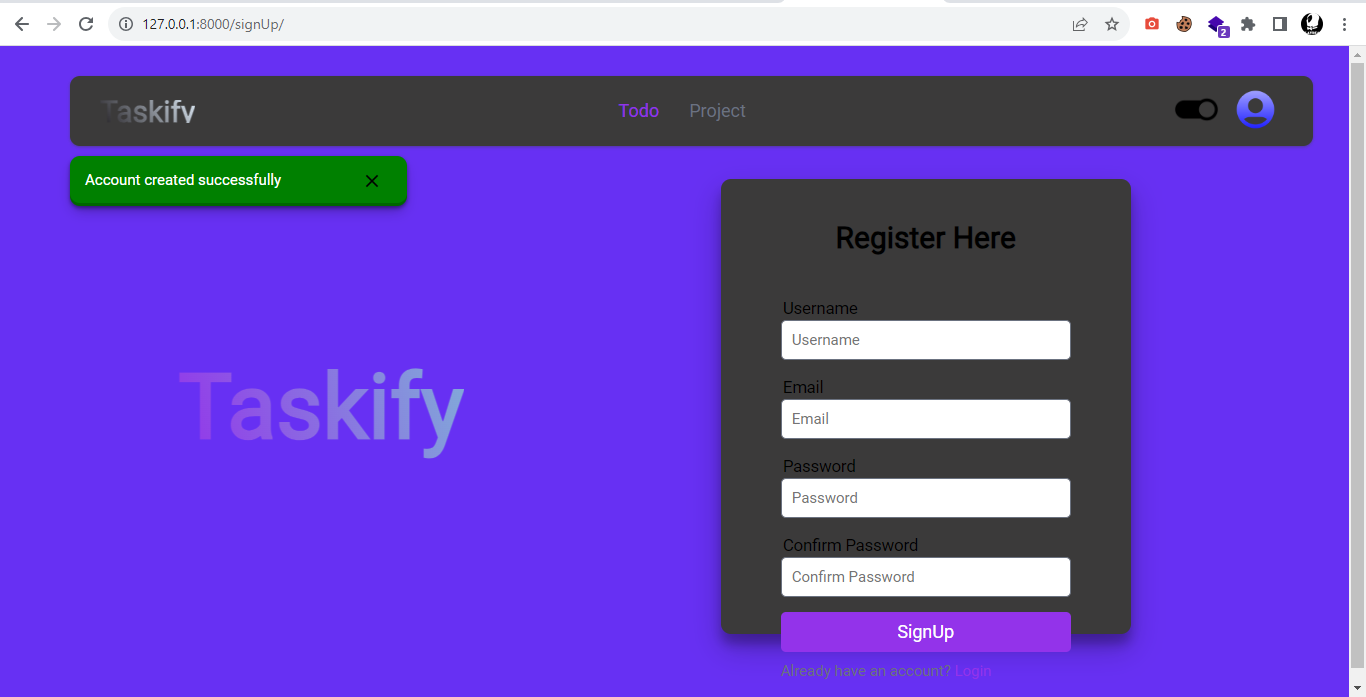 127.0.0.1:8000/signUp/
2
Taskify
Todo
Project
Account created successfully
Register Here
Username
Username
Taskify
Email
Email
Password
Password
Confirm Password
Confirm Password
SignUp
Already have an account? Login